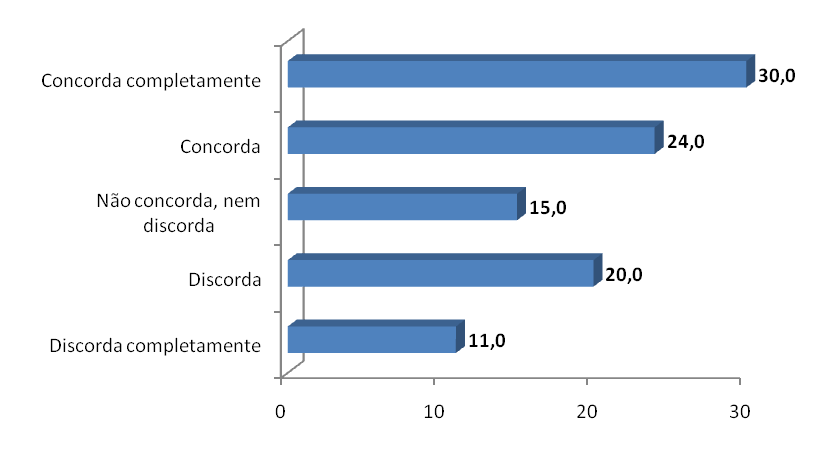 Concorda completamente
30,0
Concorda
24,0
Não concorda, nem
discorda
15,0
Discorda
20,0
Discorda completamente
11,0
0 10 20 30